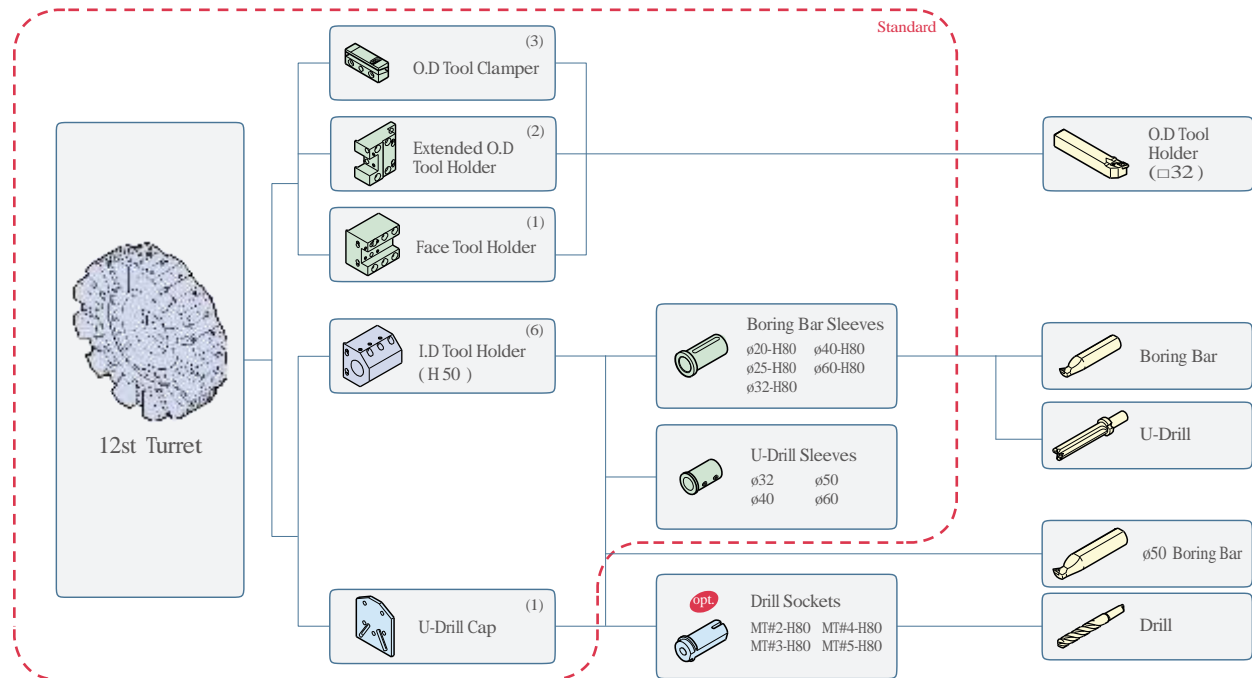 Standard
12st Turret
(3)
O.D Tool Clamper
(2)
Extended O.D
Tool Holder
(1)
Face Tool Holder
(6)
I.D Tool Holder
(H 50)
(1)
U-Drill Cap
Boring Bar Sleeves
ø20-H80 ø40-H80
ø25-H80 ø60-H80
ø32-H80
U-Drill Sleeves
ø32 ø50
ø40 ø60
opt.
Drill Sockets
MT#2-H80 MT#4-H80
MT#3-H80 MT#5-H80
O.D Tool
Holder
(□32)
Boring Bar
U-Drill
ø50 Boring Bar
Drill